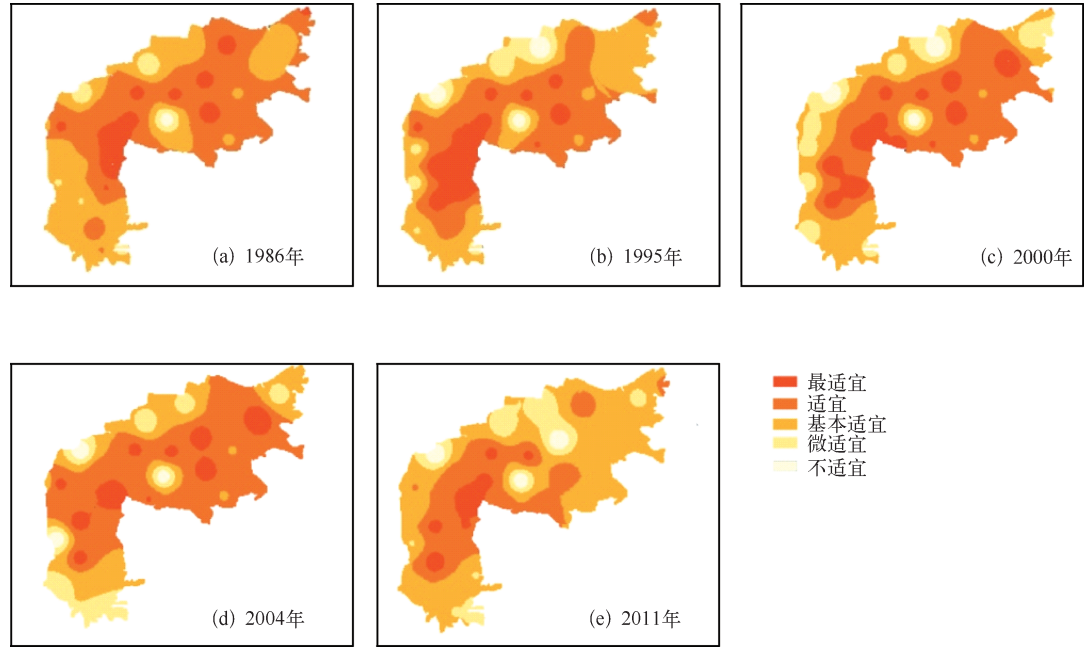 (a) 1986年
(b) 1995年
(c) 2000年
(d) 2004年
(e) 2011年
最适宜
适宜
基本适宜
微适宜
不适宜